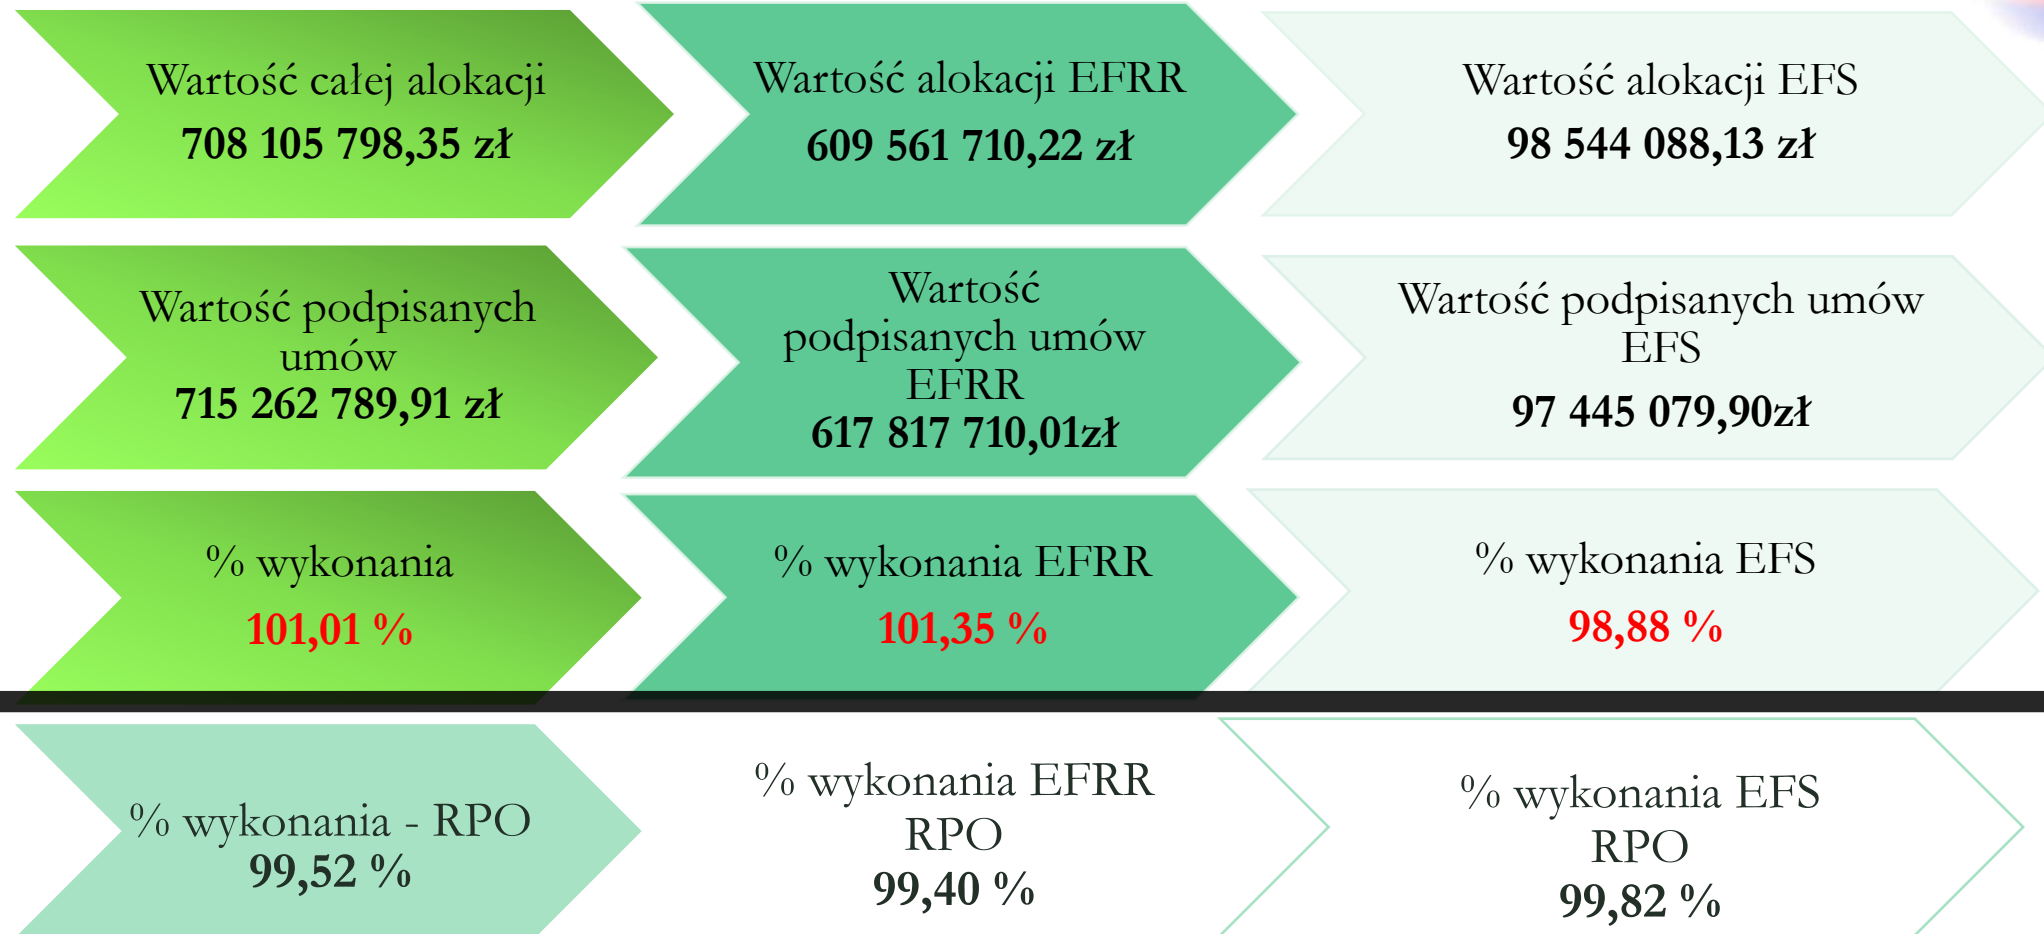 Wartość całej alokacji
708 105 798,35 zł
Wartość alokacji EFRR
609 561 710,22 zł
Wartość alokacji EFS
98 544 088,13 zł
Wartość podpisanych
umów
715 262 789,91 zł
Wartość
podpisanych umów
EFRR
617 817 710,01zł
Wartość podpisanych umów
EFS
97 445 079,90zł
% wykonania
101,01 %
% wykonania EFRR
101,35 %
% wykonania EFS
98,88 %
% wykonania - RPO
99,52 %
% wykonania EFRR
RPO
99,40 %
% wykonania EFS
RPO
99,82 %